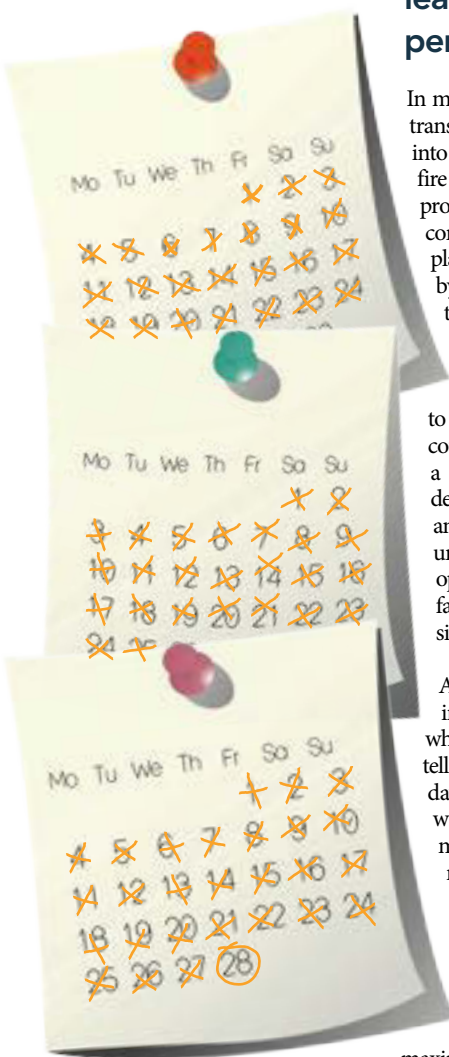 lea
per
In m
trans
into
fire
pro
con
pla
by
t
to
co
a
de
an
un
op
fa
si
A
in
wh
tell
da
w
m
Mo Tu We Th Fr Sa Su
1 2 3
4 5 6 7 8 9 10
11 12 13 14 15 16 17
18 19 20 21 22 23 24
Mo Tu We Th Fr Sa Su
1 2
3 4 5 6 7 8 9
10 11 12 13 14 15 16
17 18 19 20 21 22 23
24 25
Mo Tu We Th Fr Sa Su
1 2 3
4 5 6 7 8 9 10
11 12 13 14 15 16 17
18 19 20 21 22 23 24
25 26 27 28